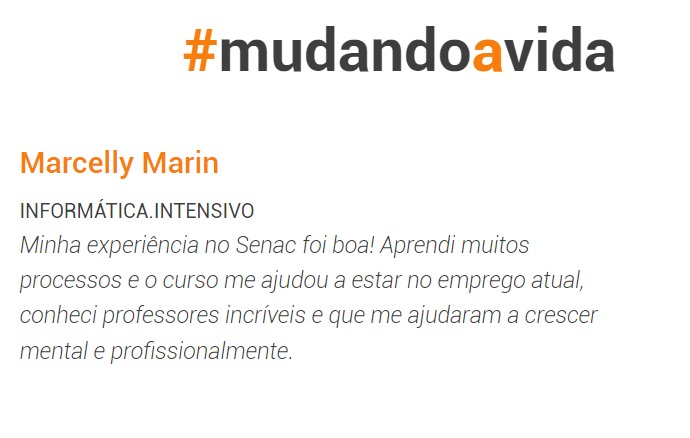 #mudandoavida
Marcelly Marin
INFORMÁTICA.INTENSIVO
Minha experiência no Senac foi boa! Aprendi muitos
processos e o curso me ajudou a estar no emprego atual,
conheci professores incríveis e que me ajudaram a crescer
mental e profissionalmente.